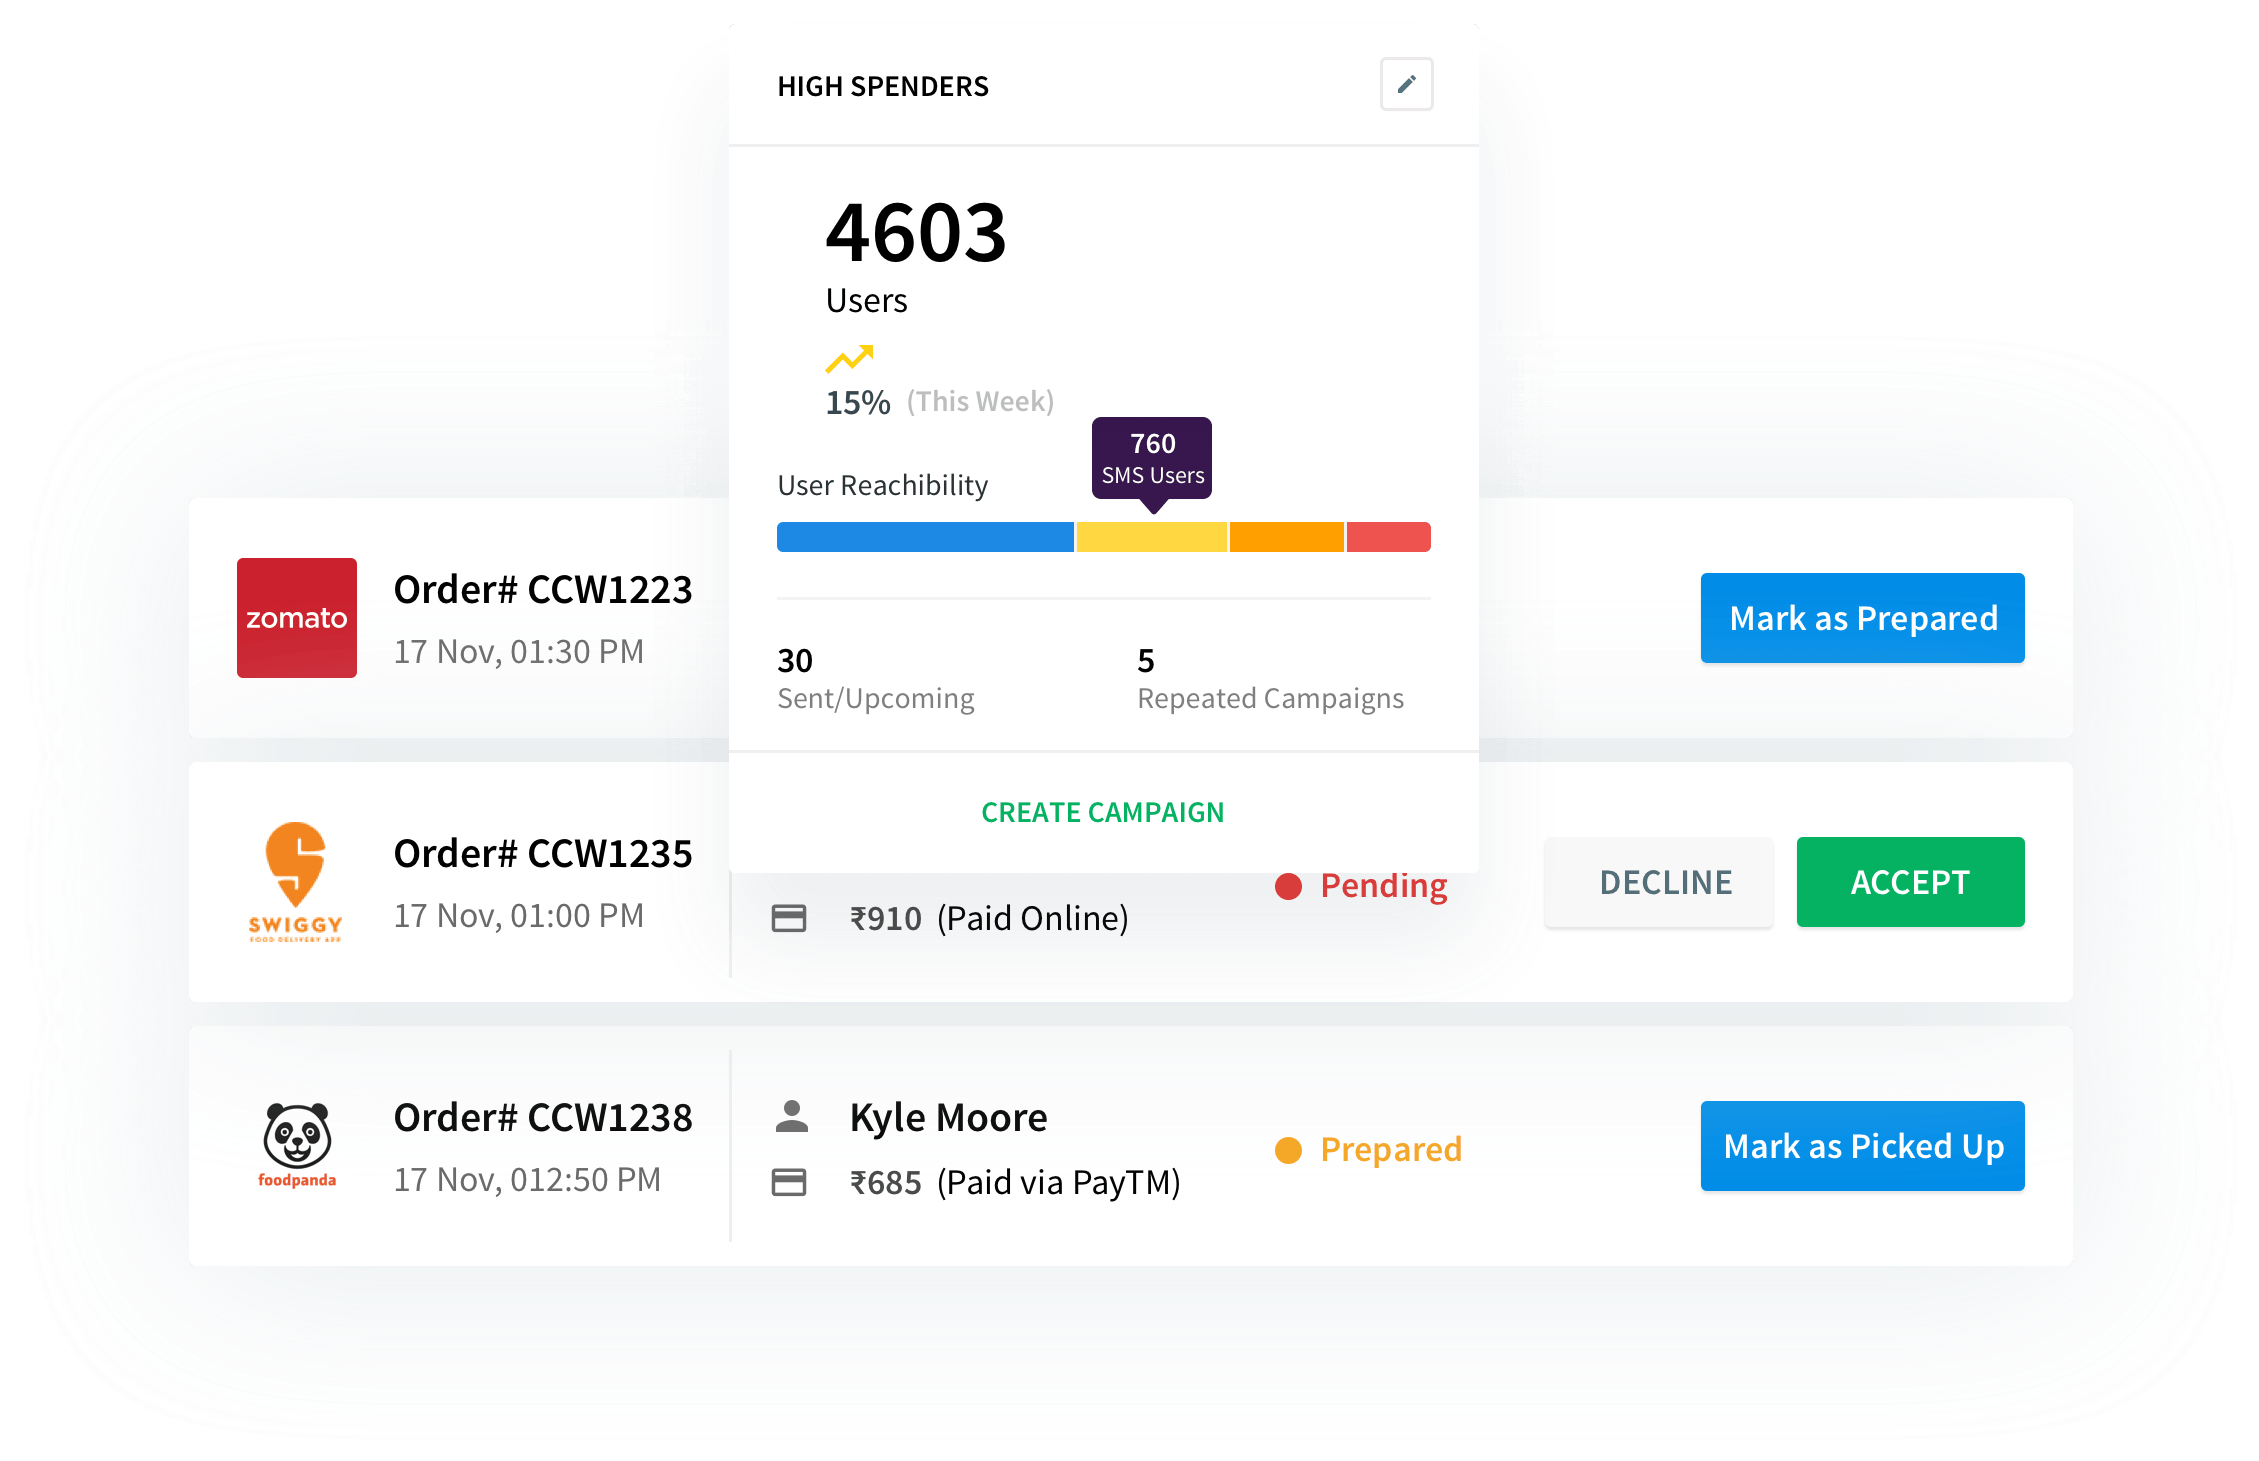 HIGH SPENDERS
4603
Users
15% (This Week)
760
SMS Users
User Reachibility
30
Sent/Upcoming
5
Repeated Campaigns
CREATE CAMPAIGN
zomato
Order# CCW1223
17 Nov, 01:30 PM
Mark as Prepared
SWIGGY
FOOD DELIVERY APP
Order# CCW1235
17 Nov, 01:00 PM
₹910 (Paid Online)
Pending
DECLINE
ACCEPT
foodpanda
Order# CCW1238
17 Nov, 012:50 PM
Kyle Moore
₹685 (Paid via PayTM)
Prepared
Mark as Picked Up